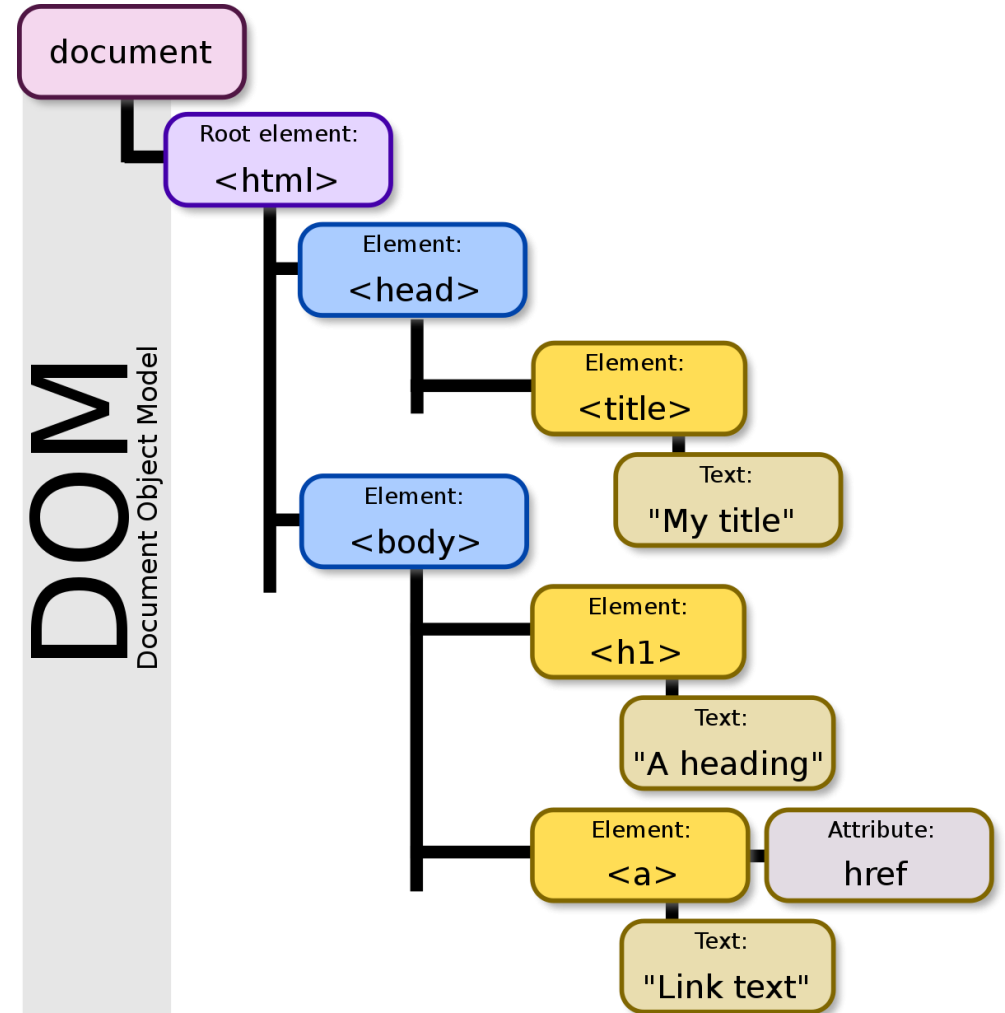 document
Root element:
<html>
Element:
<head>
Element:
<title>
Text:
"My title"
Element:
<body>
Element:
<h1>
Text:
"A heading"
Element:
<a>
Attribute:
href
Text:
"Link text"
DOM
Document Object Model